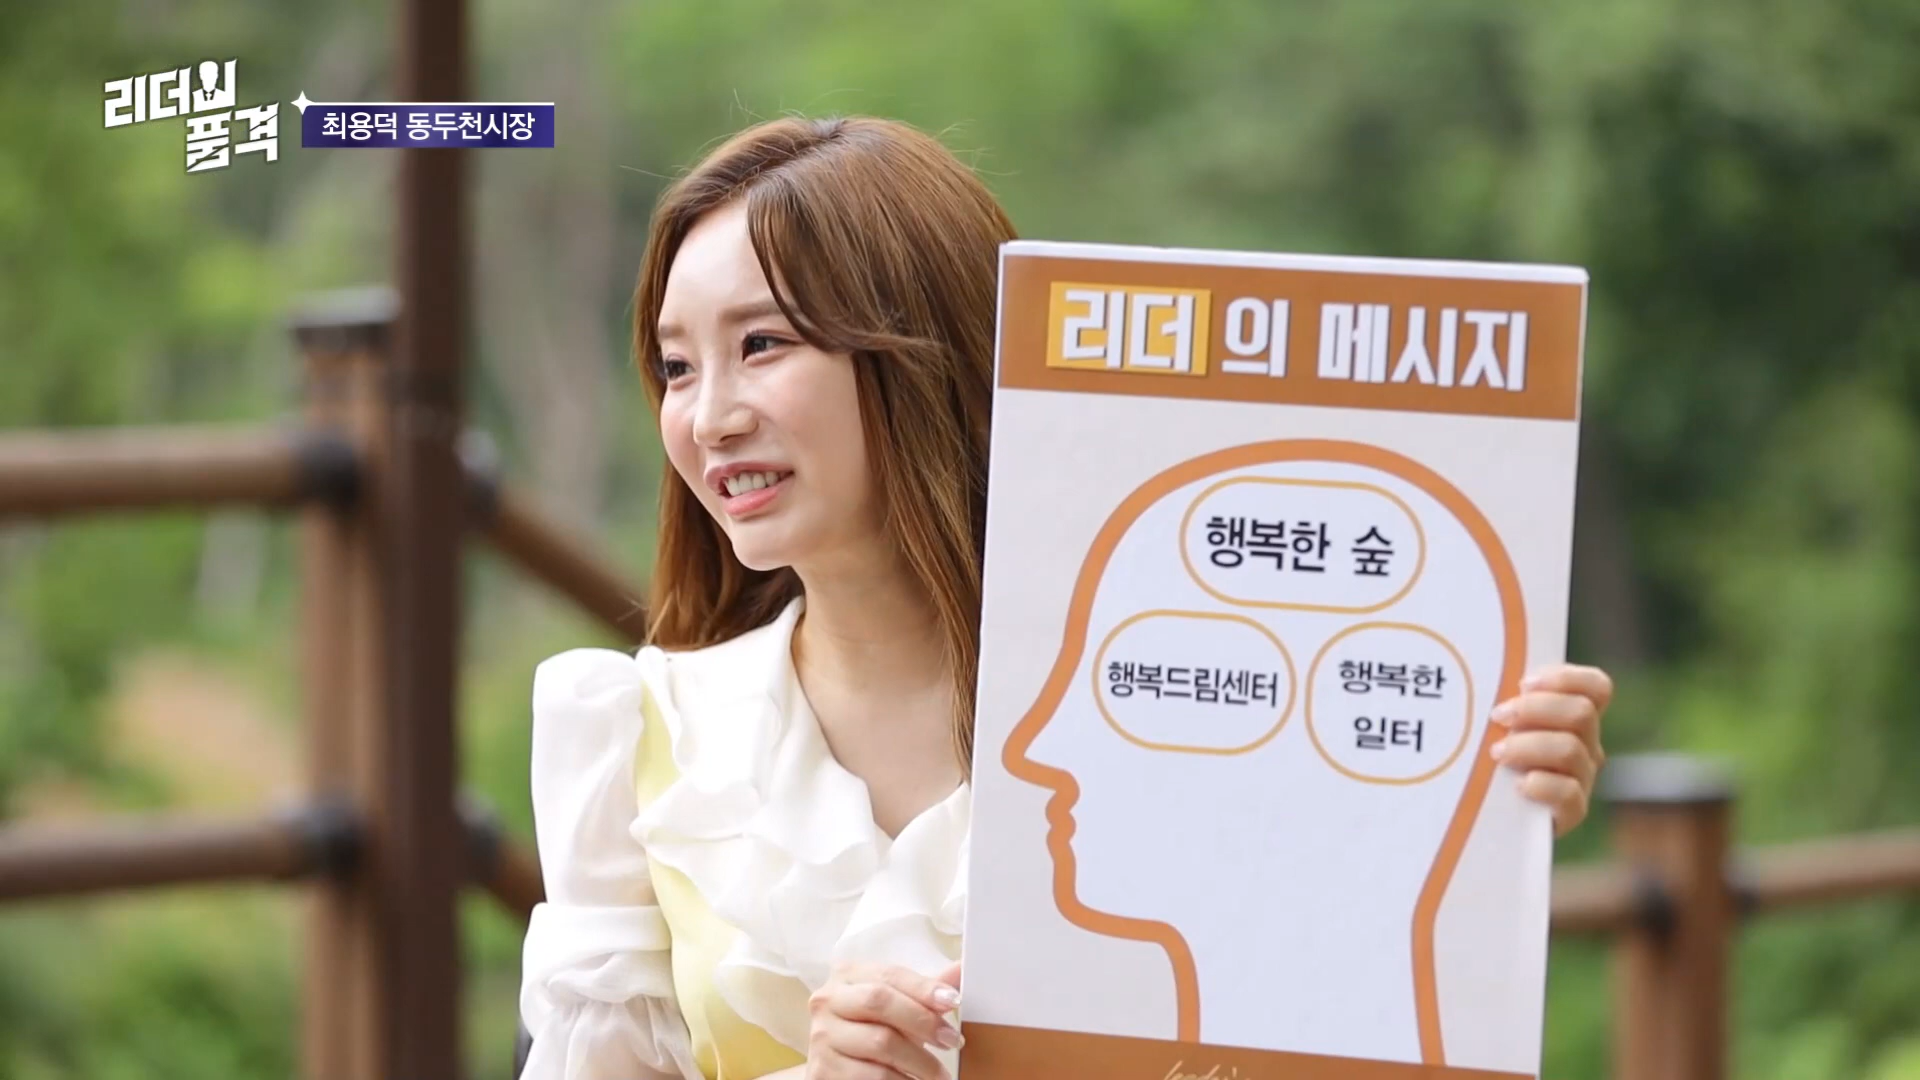 리더의
품격
최용덕 동두천시장
리더의 메시지
행복한 숲
행복드림센터
행복한
일터